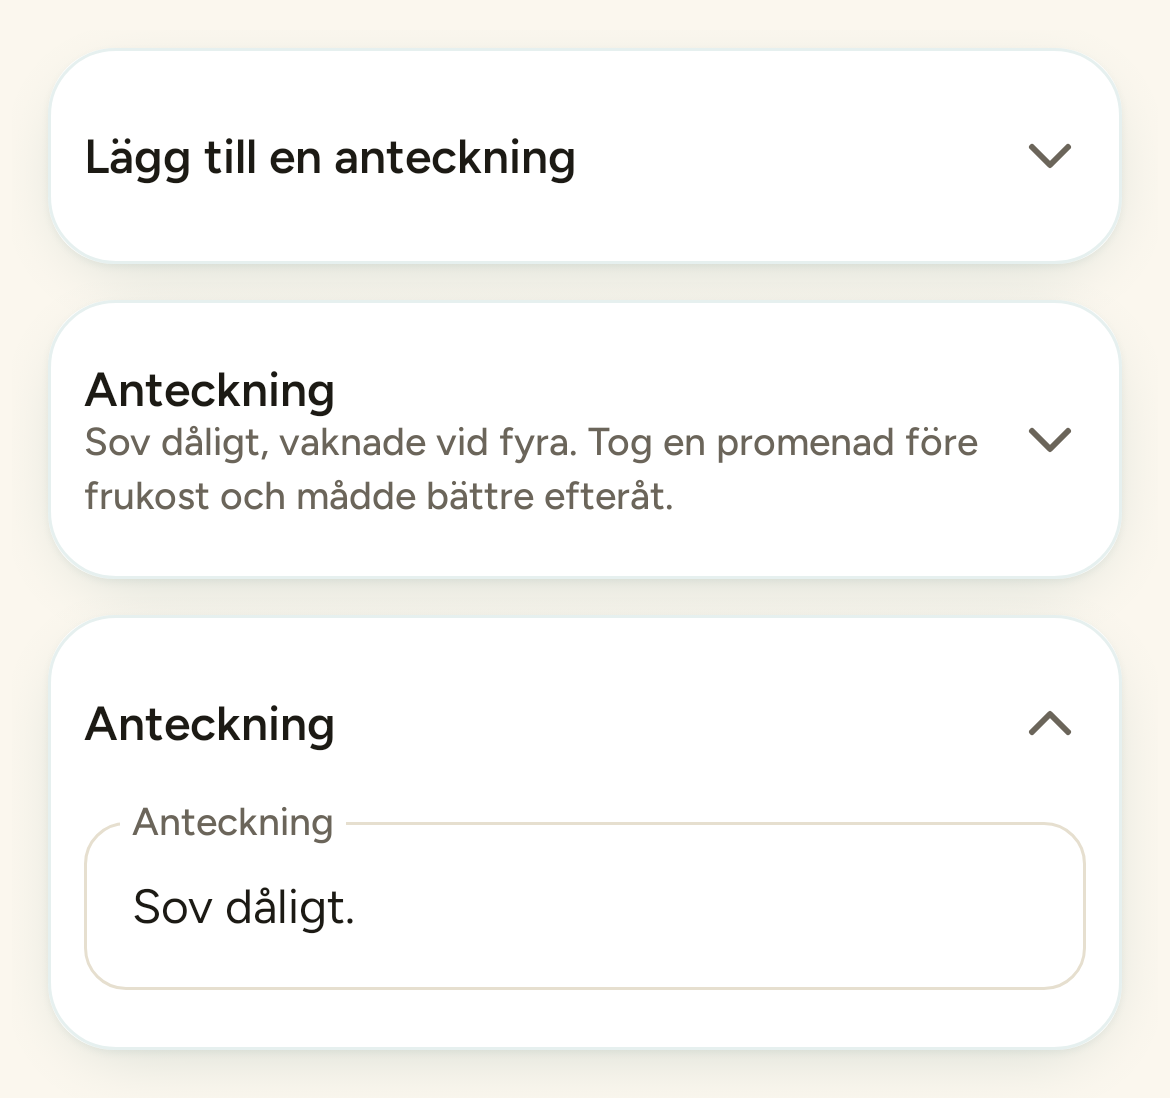 Lägg till en anteckning
Anteckning
Sov dåligt, vaknade vid fyra. Tog en promenad före
frukost och mådde bättre efteråt.
Anteckning
Anteckning
Sov dåligt.